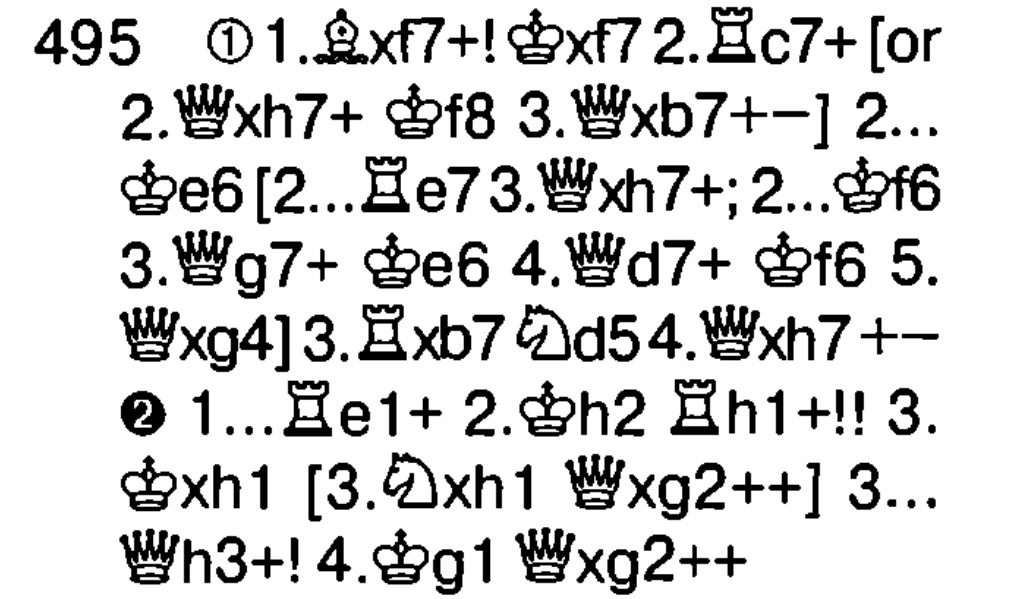 495 ① 1.♗xf7+! ♔xf7 2.♖c7+ [or
2.♕xh7+ ♔f8 3.♕xb7+−] 2...
♔e6 [2...♖e7 3.♕xh7+; 2...♔f6
3.♕g7+ ♔e6 4.♕d7+ ♔f6 5.
♕xg4] 3.♖xb7 ♘d5 4.♕xh7 +−
❷ 1...♖e1+ 2.♔h2 ♖h1+!! 3.
♔xh1 [3.♘xh1 ♕xg2++] 3...
♕h3+! 4.♔g1 ♕xg2++